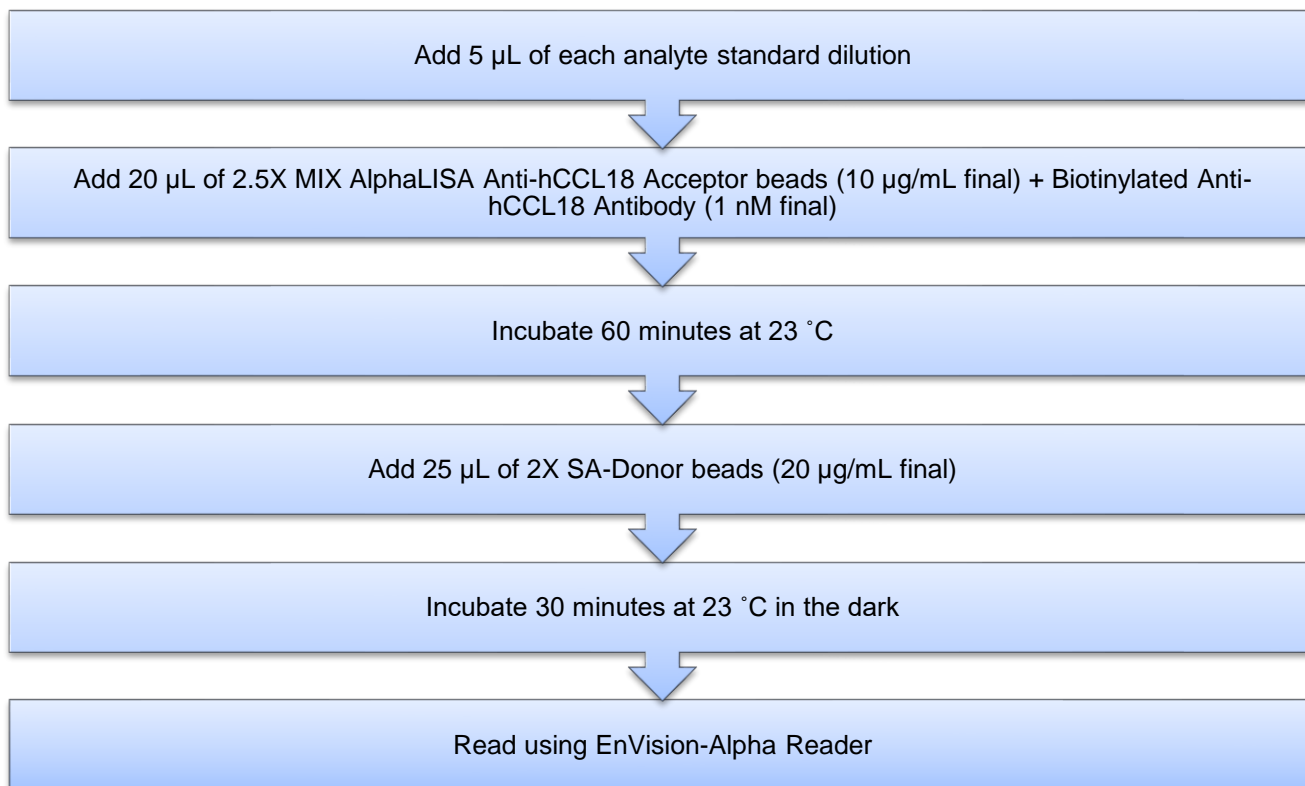 Add 5 µL of each analyte standard dilution
Add 20 µL of 2.5X MIX AlphaLISA Anti-hCCL18 Acceptor beads (10 µg/mL final) + Biotinylated Anti-
hCCL18 Antibody (1 nM final)
Incubate 60 minutes at 23 ˚C
Add 25 µL of 2X SA-Donor beads (20 µg/mL final)
Incubate 30 minutes at 23 ˚C in the dark
Read using EnVision-Alpha Reader